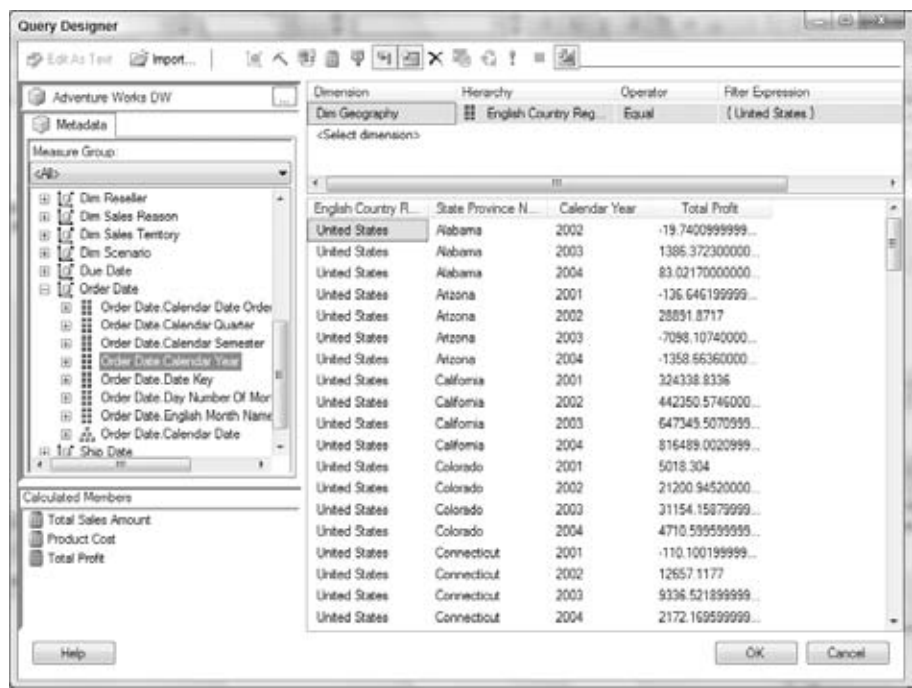 Query Designer
Edit As Text Import...
Adventure Works DW ...
Metadata
Measure Group:
<All>
Dim Reseller
Dim Sales Reason
Dim Sales Territory
Dim Scenario
Due Date
Order Date
Order Date.Calendar Date Order
Order Date.Calendar Quarter
Order Date.Calendar Semester
Order Date.Calendar Year
Order Date.Date Key
Order Date.Day Number Of Mor
Order Date.English Month Name
Order Date.Calendar Date
Ship Date
Calculated Members
Total Sales Amount
Product Cost
Total Profit
Dimension Hierarchy Operator Filter Expression
Dim Geography English Country Reg... Equal { United States }
<Select dimension>
English Country R... State Province N... Calendar Year Total Profit
United States Alabama 2002 -19.7400999999...
United States Alabama 2003 1386.372300000...
United States Alabama 2004 83.02170000000...
United States Arizona 2001 -136.646199999...
United States Arizona 2002 28891.8717
United States Arizona 2003 -7098.10740000...
United States Arizona 2004 -1358.66360000...
United States California 2001 324338.8336
United States California 2002 442350.5746000...
United States California 2003 647349.5070999...
United States California 2004 816489.0020999...
United States Colorado 2001 5018.304
United States Colorado 2002 21200.94520000...
United States Colorado 2003 31154.15879999...
United States Colorado 2004 4710.599599999...
United States Connecticut 2001 -110.100199999...
United States Connecticut 2002 12657.1177
United States Connecticut 2003 9336.521899999...
United States Connecticut 2004 2172.169599999...
Help OK Cancel